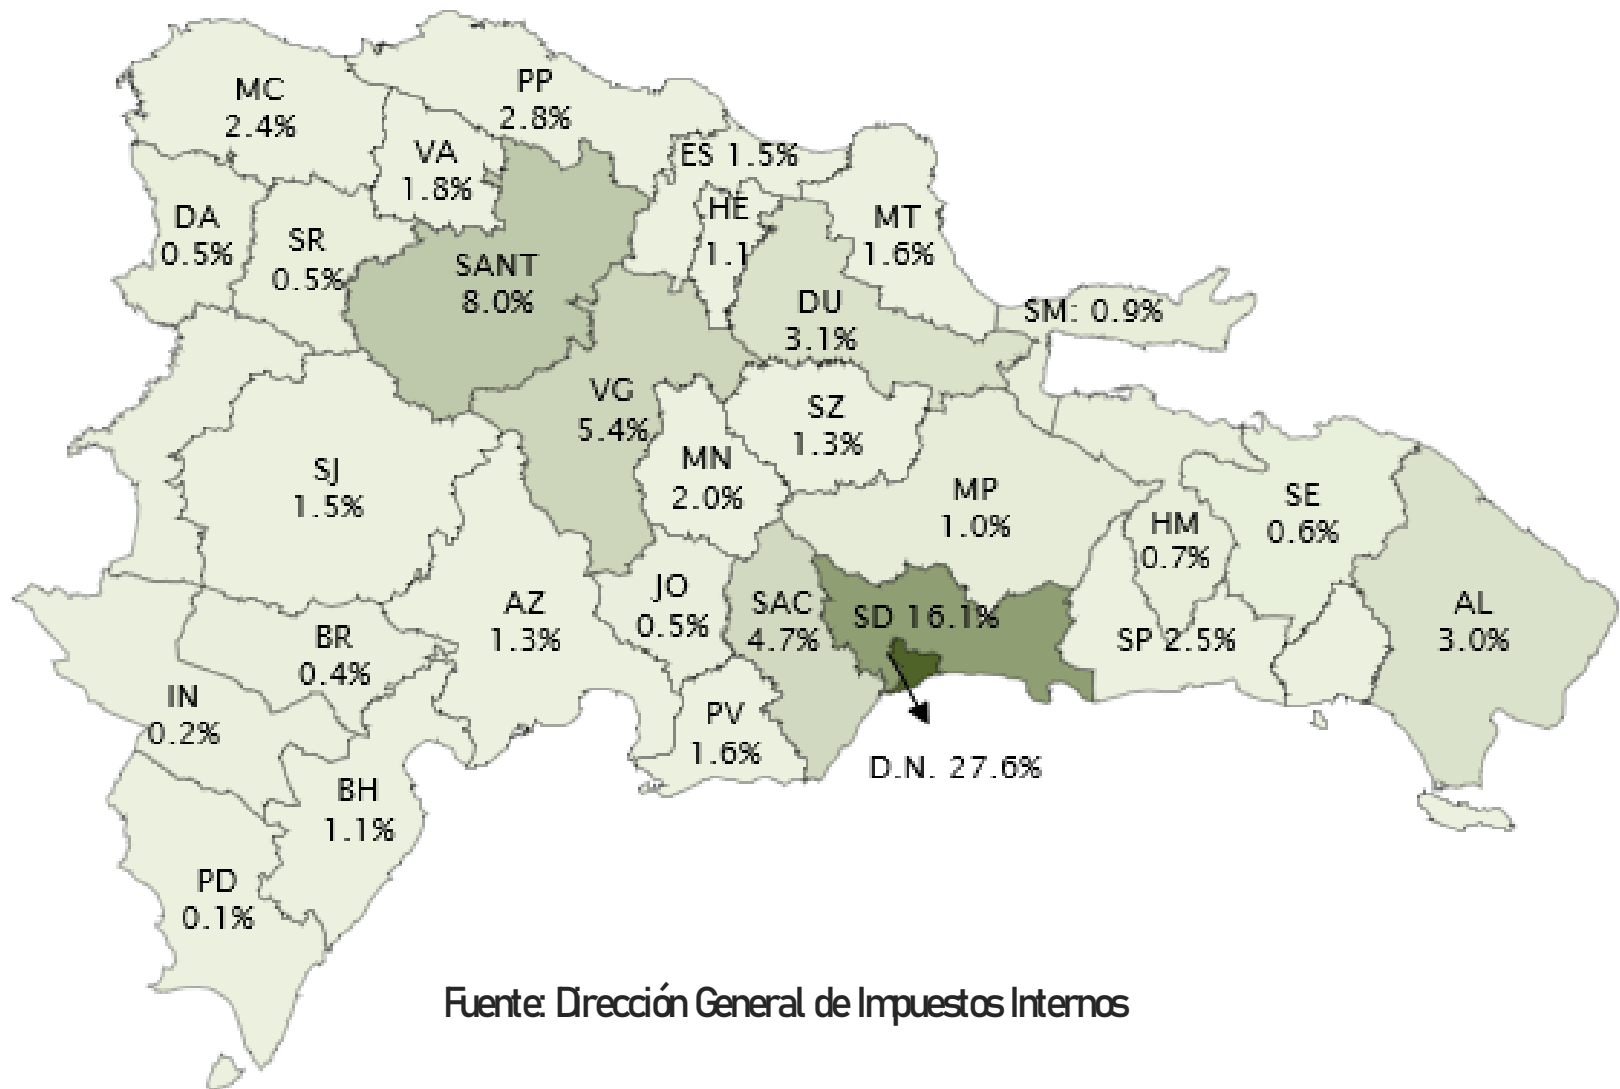 MC
2.4%
PP
2.8%
VA
1.8%
ES 1.5%
DA
0.5%
SR
0.5%
HE
1.1
MT
1.6%
SANT
8.0%
DU
3.1%
SM: 0.9%
VG
5.4%
SZ
1.3%
SJ
1.5%
MN
2.0%
MP
1.0%
HM
0.7%
SE
0.6%
AZ
1.3%
JO
0.5%
SAC
4.7%
SD 16.1%
SP 2.5%
AL
3.0%
BR
0.4%
IN
0.2%
PV
1.6%
D.N. 27.6%
BH
1.1%
PD
0.1%
Fuente: Dirección General de Impuestos Internos